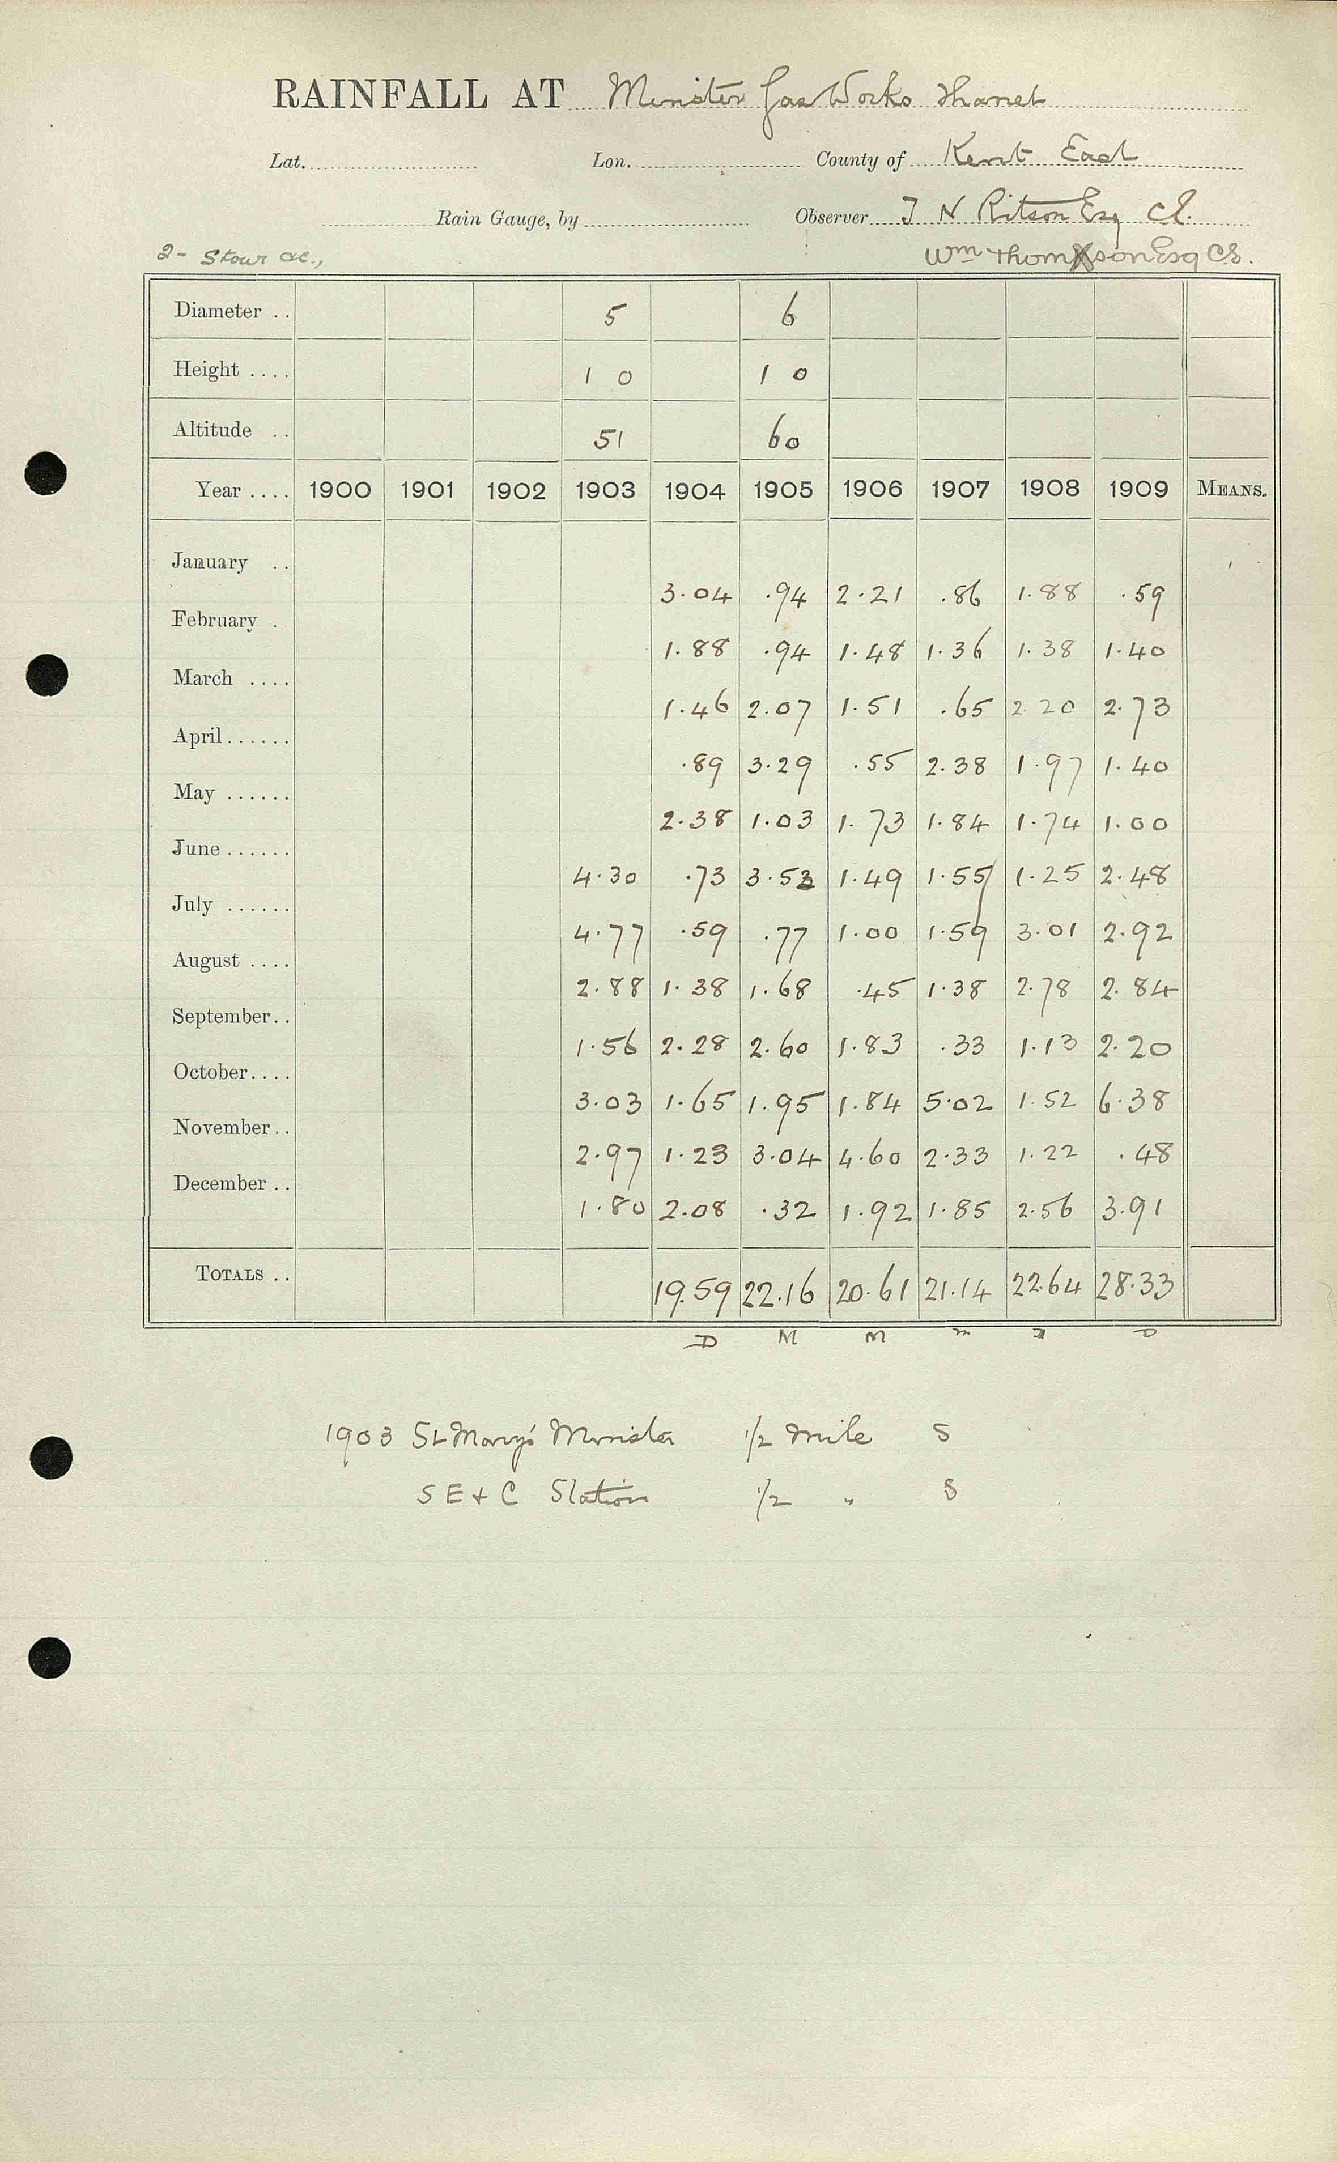 RAINFALL AT Minster Gas Works Thanet
Lat. Lon. County of Kent East
Rain Gauge, by Observer J N Ritson Esq CE.
2 - Stour &c., Wm Thomson Esq CE.
Diameter .. 5 6
Height .... 1 0 1 0
Altitude .. 51 60
Year .... 1900 1901 1902 1903 1904 1905 1906 1907 1908 1909 MEANS.
January .. 3.04 .94 2.21 .86 1.88 .59
February . 1.88 .94 1.48 1.36 1.38 1.40
March .... 1.46 2.07 1.51 .65 2.20 2.73
April...... .89 3.29 .55 2.38 1.97 1.40
May ...... 2.38 1.03 1.73 1.84 1.74 1.00
June ...... 4.30 .73 3.53 1.49 1.55 1.25 2.48
July ...... 4.77 .59 .77 1.00 1.59 3.01 2.92
August .... 2.88 1.38 1.68 .45 1.38 2.78 2.84
September.. 1.56 2.28 2.60 1.83 .33 1.13 2.20
October.... 3.03 1.65 1.95 1.84 5.02 1.52 6.38
November.. 2.97 1.23 3.04 4.60 2.33 1.22 .48
December .. 1.80 2.08 .32 1.92 1.85 2.56 3.91
TOTALS .. 19.59 22.16 20.61 21.14 22.64 28.33
D M M
1903 St Mary's Minster 1/2 mile S
S E & C Station 1/2 " S